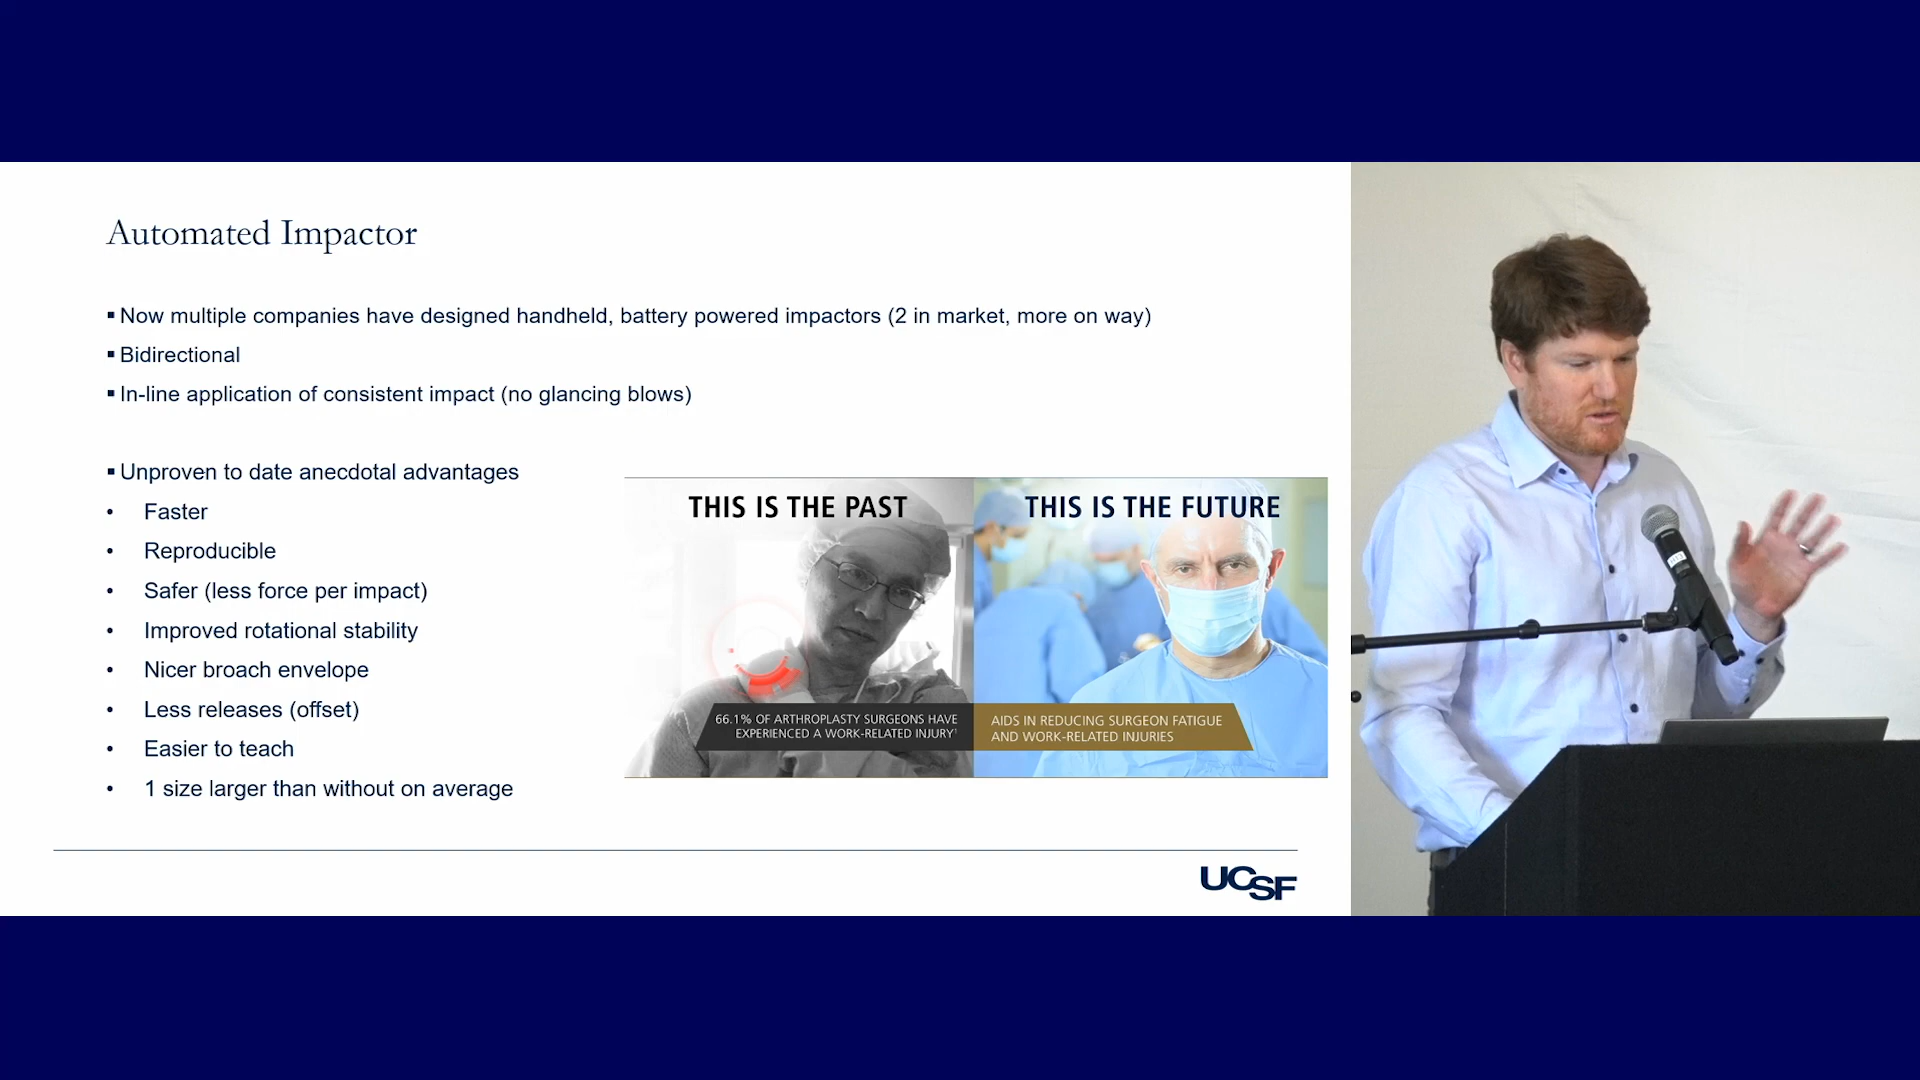 Automated Impactor
▪ Now multiple companies have designed handheld, battery powered impactors (2 in market, more on way)
▪ Bidirectional
▪ In-line application of consistent impact (no glancing blows)
▪ Unproven to date anecdotal advantages
• Faster
• Reproducible
• Safer (less force per impact)
• Improved rotational stability
• Nicer broach envelope
• Less releases (offset)
• Easier to teach
• 1 size larger than without on average
THIS IS THE PAST
66.1% OF ARTHROPLASTY SURGEONS HAVE
EXPERIENCED A WORK-RELATED INJURY¹
THIS IS THE FUTURE
AIDS IN REDUCING SURGEON FATIGUE
AND WORK-RELATED INJURIES
UCSF